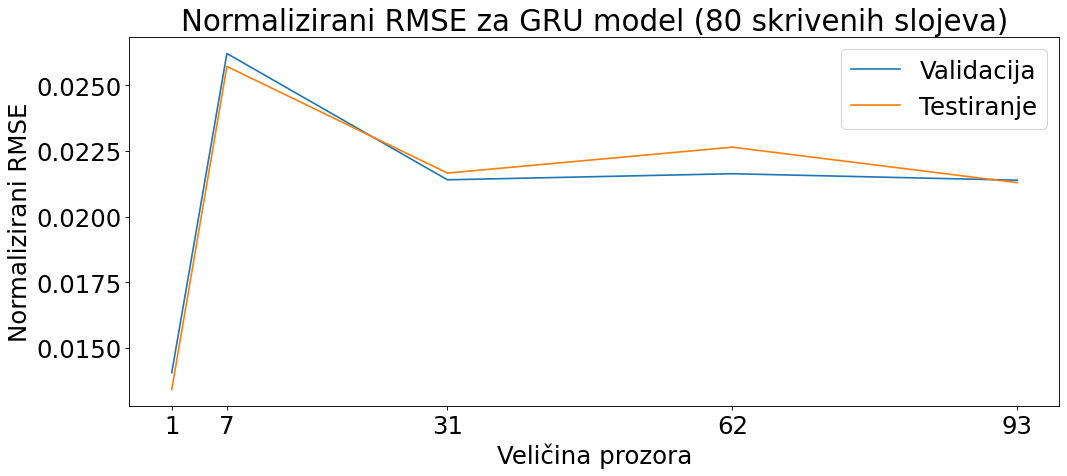 Normalizirani RMSE za GRU model (80 skrivenih slojeva)
Validacija
Testiranje
Normalizirani RMSE
0.0250
0.0225
0.0200
0.0175
0.0150
1 7 31 62 93
Veličina prozora